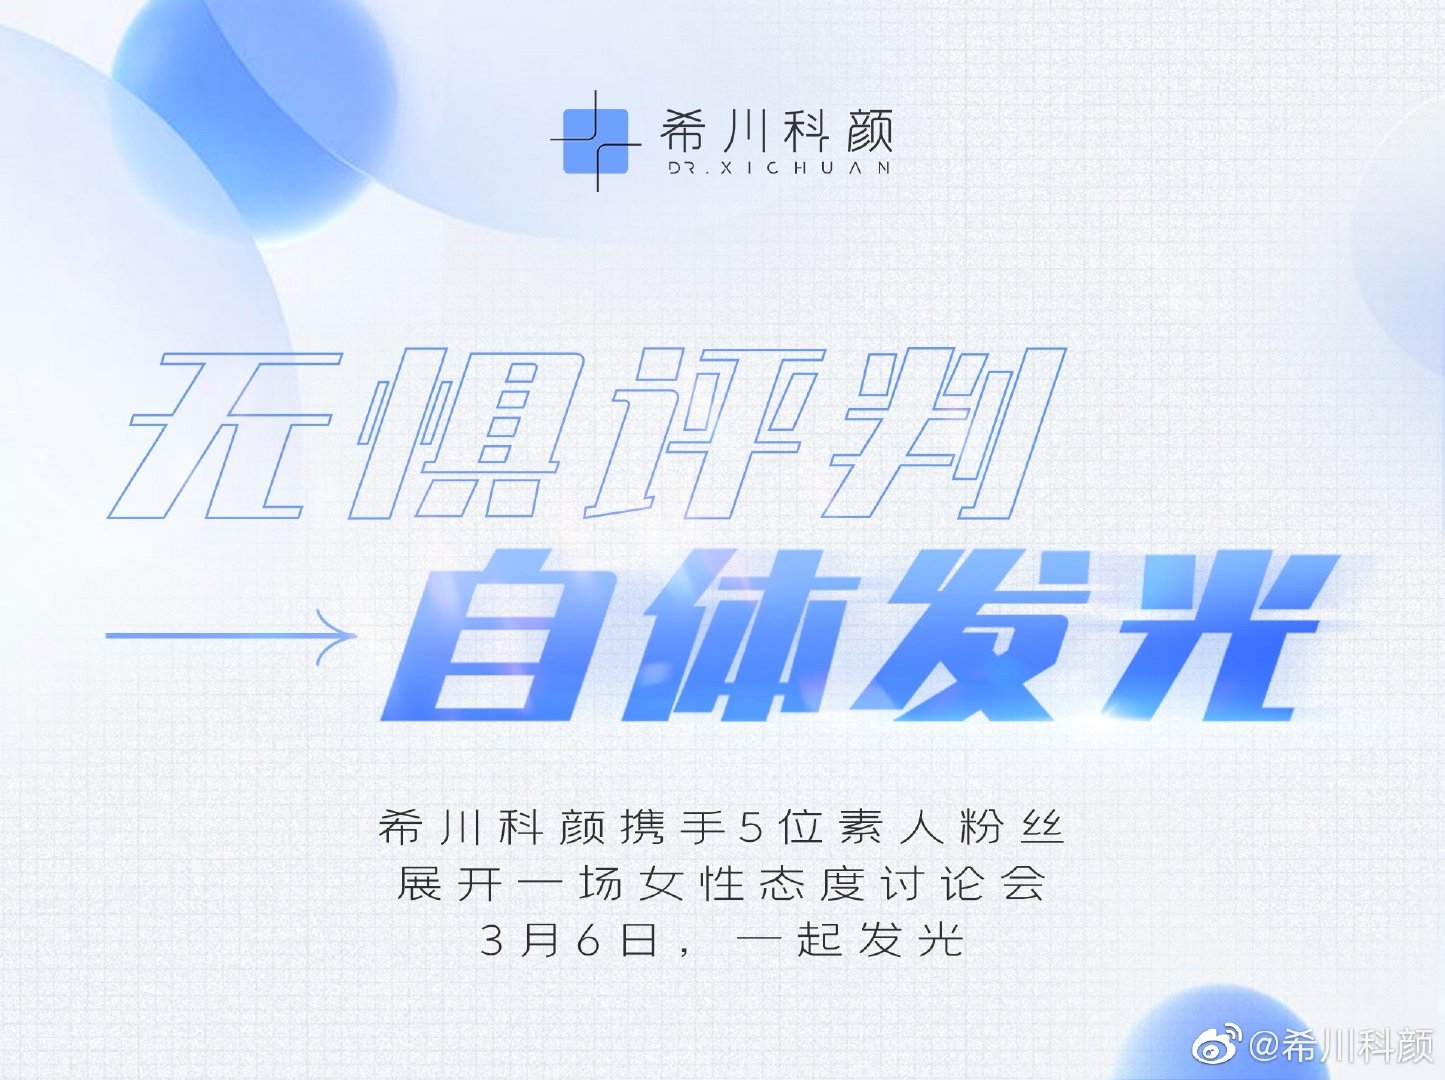 希川科颜
DR.XICHUAN
无惧评判
自体发光
希川科颜携手5位素人粉丝
展开一场女性态度讨论会
3月6日，一起发光
@希川科颜